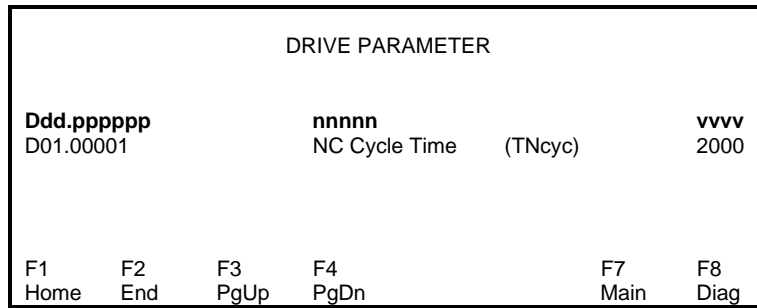 DRIVE PARAMETER
Ddd.pppppp nnnnn vvvv
D01.00001 NC Cycle Time (TNcyc) 2000
F1 F2 F3 F4 F7 F8
Home End PgUp PgDn Main Diag